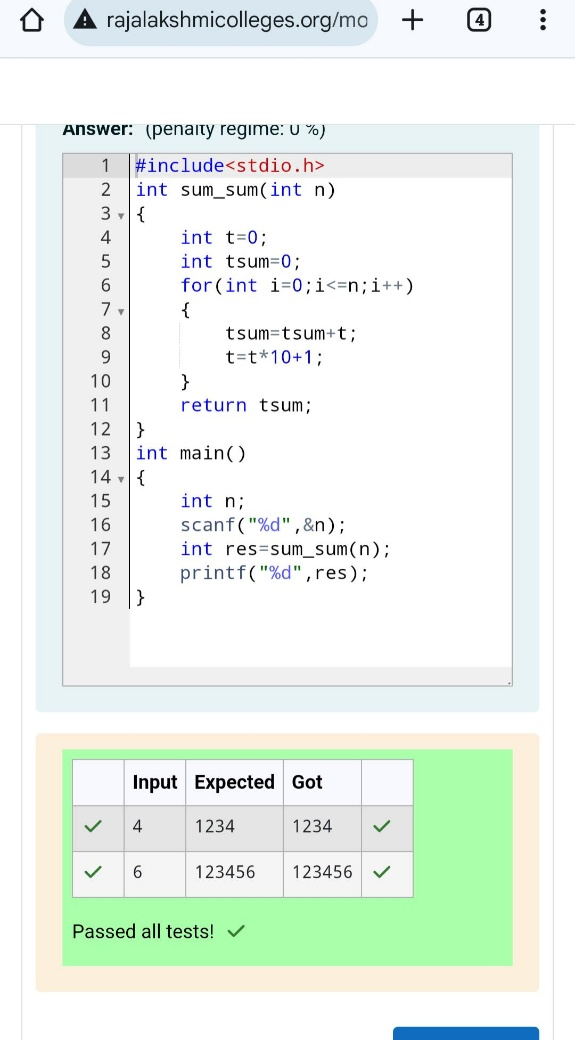 rajalakshmicolleges.org/mo
4
Answer: (penalty regime: 0 %)
1 #include<stdio.h>
2 int sum_sum(int n)
3 {
4 int t=0;
5 int tsum=0;
6 for(int i=0;i<=n;i++)
7 {
8 tsum=tsum+t;
9 t=t*10+1;
10 }
11 return tsum;
12 }
13 int main()
14 {
15 int n;
16 scanf("%d",&n);
17 int res=sum_sum(n);
18 printf("%d",res);
19 }
Input Expected Got
4 1234 1234
6 123456 123456
Passed all tests!